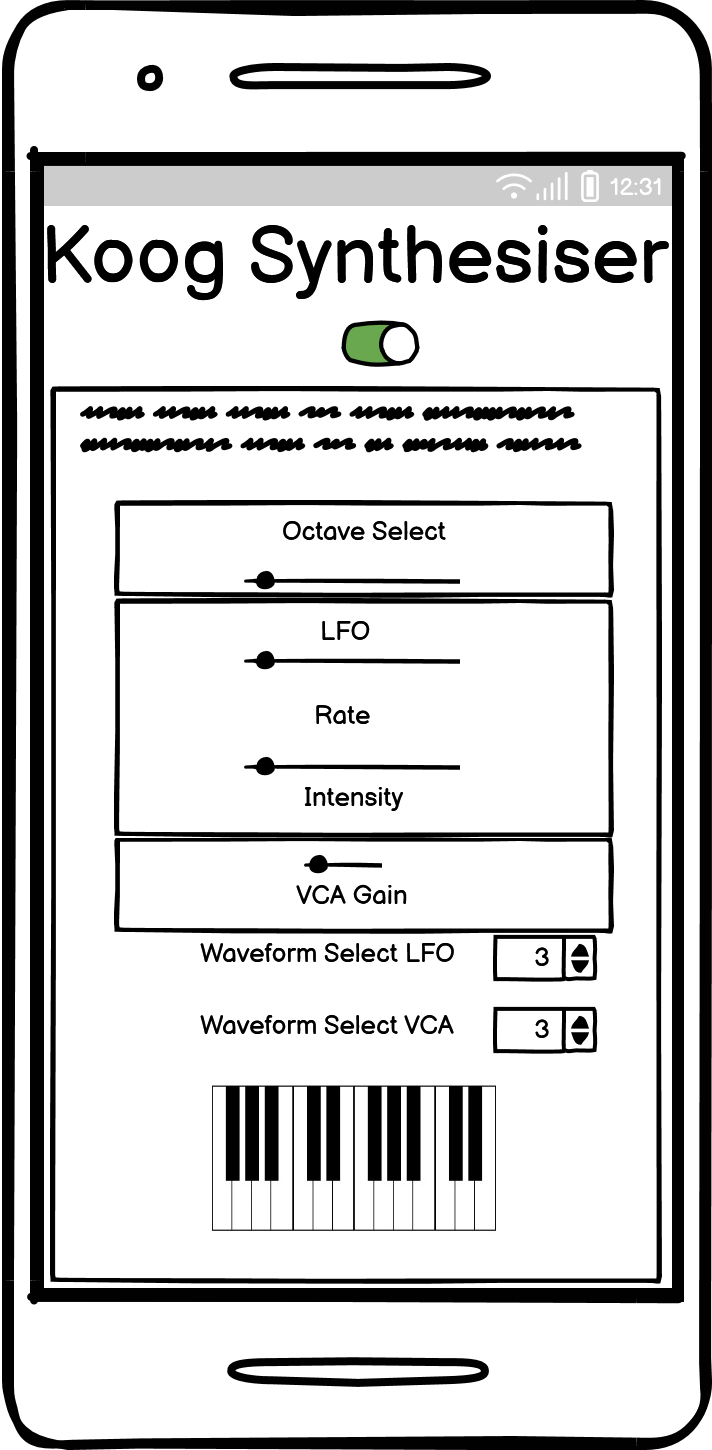 12:31
Koog Synthesiser
Octave Select
LFO
Rate
Intensity
VCA Gain
Waveform Select LFO 3
Waveform Select VCA 3